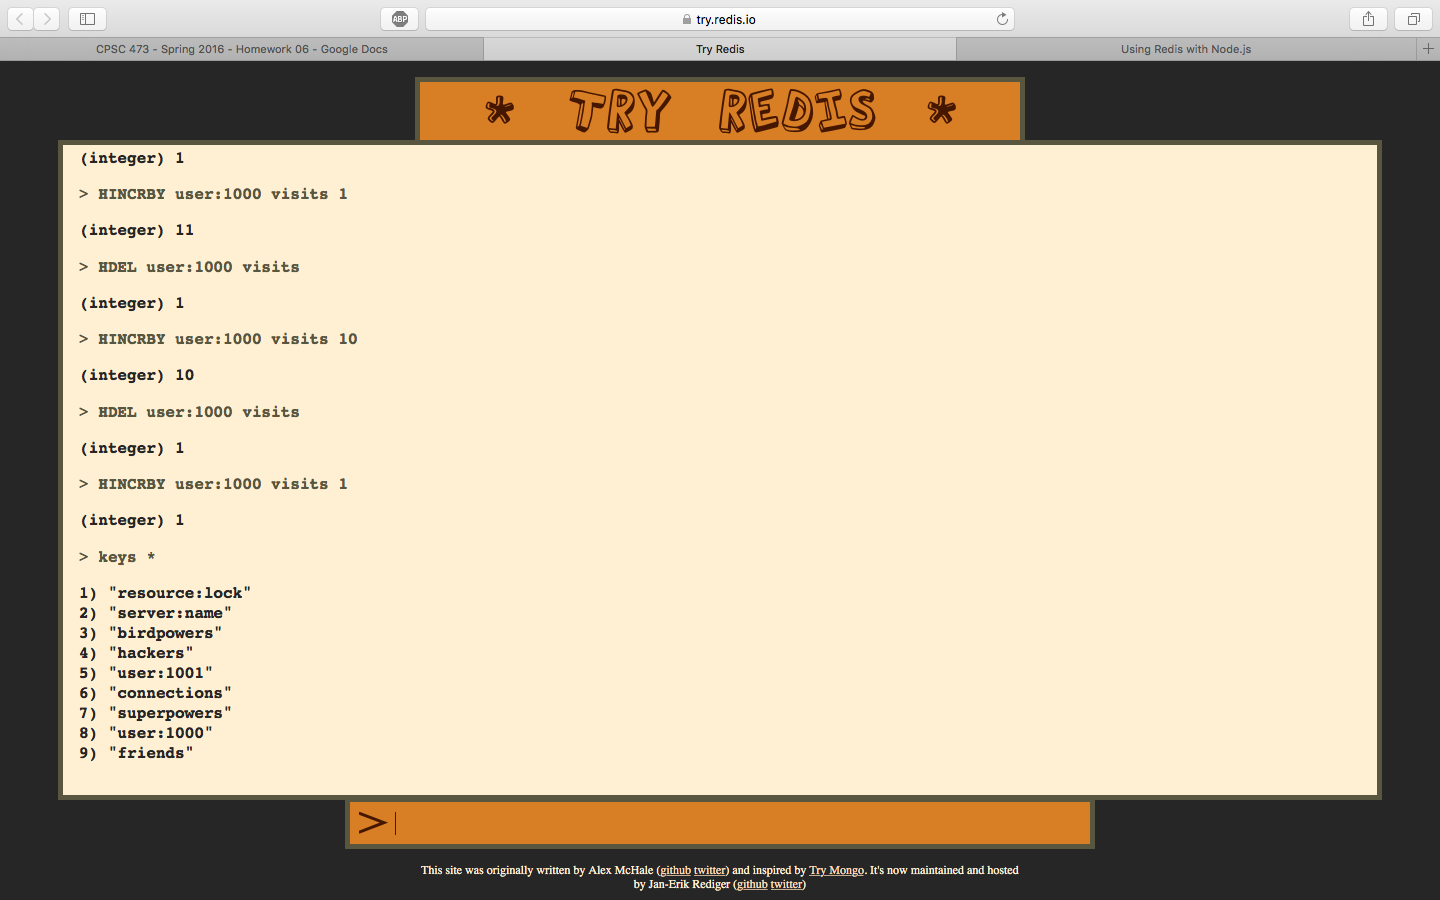 ABP
try.redis.io
CPSC 473 - Spring 2016 - Homework 06 - Google Docs
Try Redis
Using Redis with Node.js
* TRY REDIS *
(integer) 1
> HINCRBY user:1000 visits 1
(integer) 11
> HDEL user:1000 visits
(integer) 1
> HINCRBY user:1000 visits 10
(integer) 10
> HDEL user:1000 visits
(integer) 1
> HINCRBY user:1000 visits 1
(integer) 1
> keys *
1) "resource:lock"
2) "server:name"
3) "birdpowers"
4) "hackers"
5) "user:1001"
6) "connections"
7) "superpowers"
8) "user:1000"
9) "friends"
>
This site was originally written by Alex McHale (github twitter) and inspired by Try Mongo. It's now maintained and hosted
by Jan-Erik Rediger (github twitter)